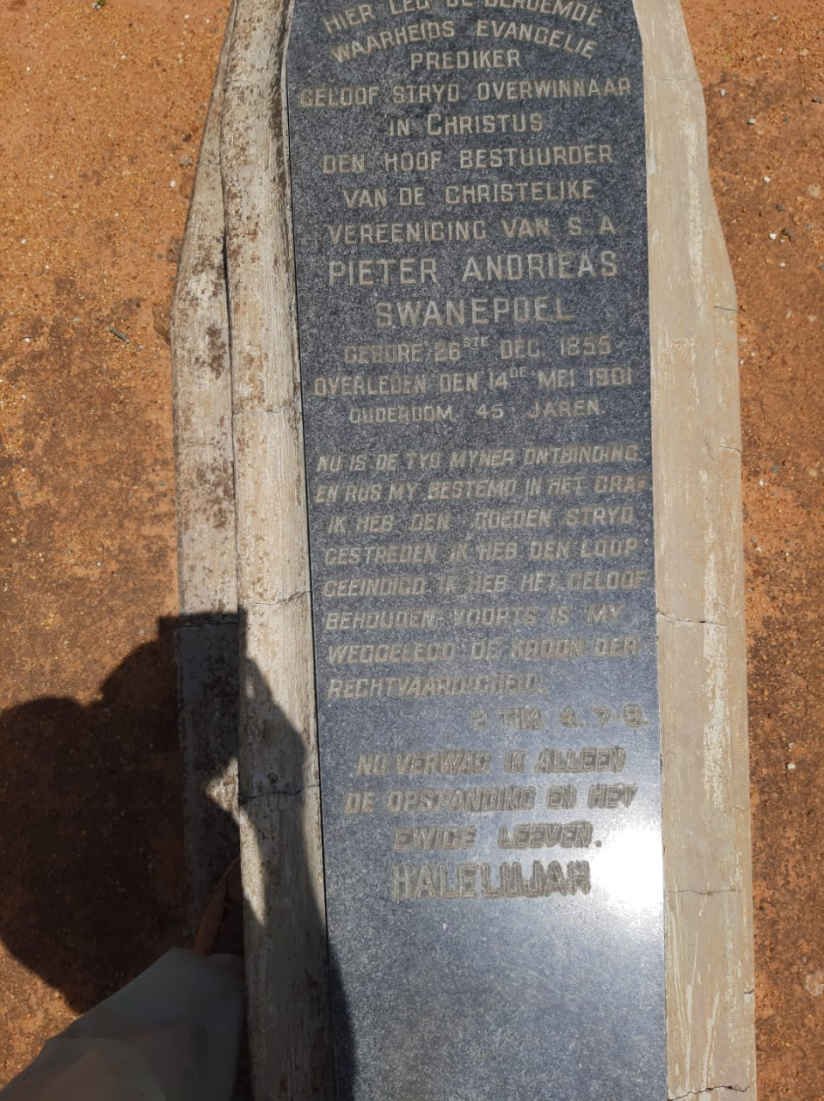 HIER LEG DE BEROEMDE
WAARHEIDS EVANGELIE
PREDIKER
GELOOF STRYD OVERWINNAAR
IN CHRISTUS
DEN HOOF BESTUURDER
VAN DE CHRISTELIKE
VEREENIGING VAN S A
PIETER ANDRIEAS
SWANEPOEL
GEBORE 26STE DEC. 1855
OVERLEDEN DEN 14DE MEI 1901
OUDERDOM 45 JAREN.
NU IS DE TYD MYNER ONTBINDING
EN RUS MY BESTEMD IN HET GRAF
IK HEB DEN GOEDEN STRYD
GESTREDEN IK HEB DEN LOOP
GEEINDIGD IK HEB HET GELOOF
BEHOUDEN VOORTS IS MY
WEGGELEGD DE KROON DER
RECHTVAARDIGHEID.
2 TIM. 4. 7-8.
NU VERWAG IK ALLEEN
DE OPSTANDING EN HET
EWIGE LEEVEN.
HALELUJAH